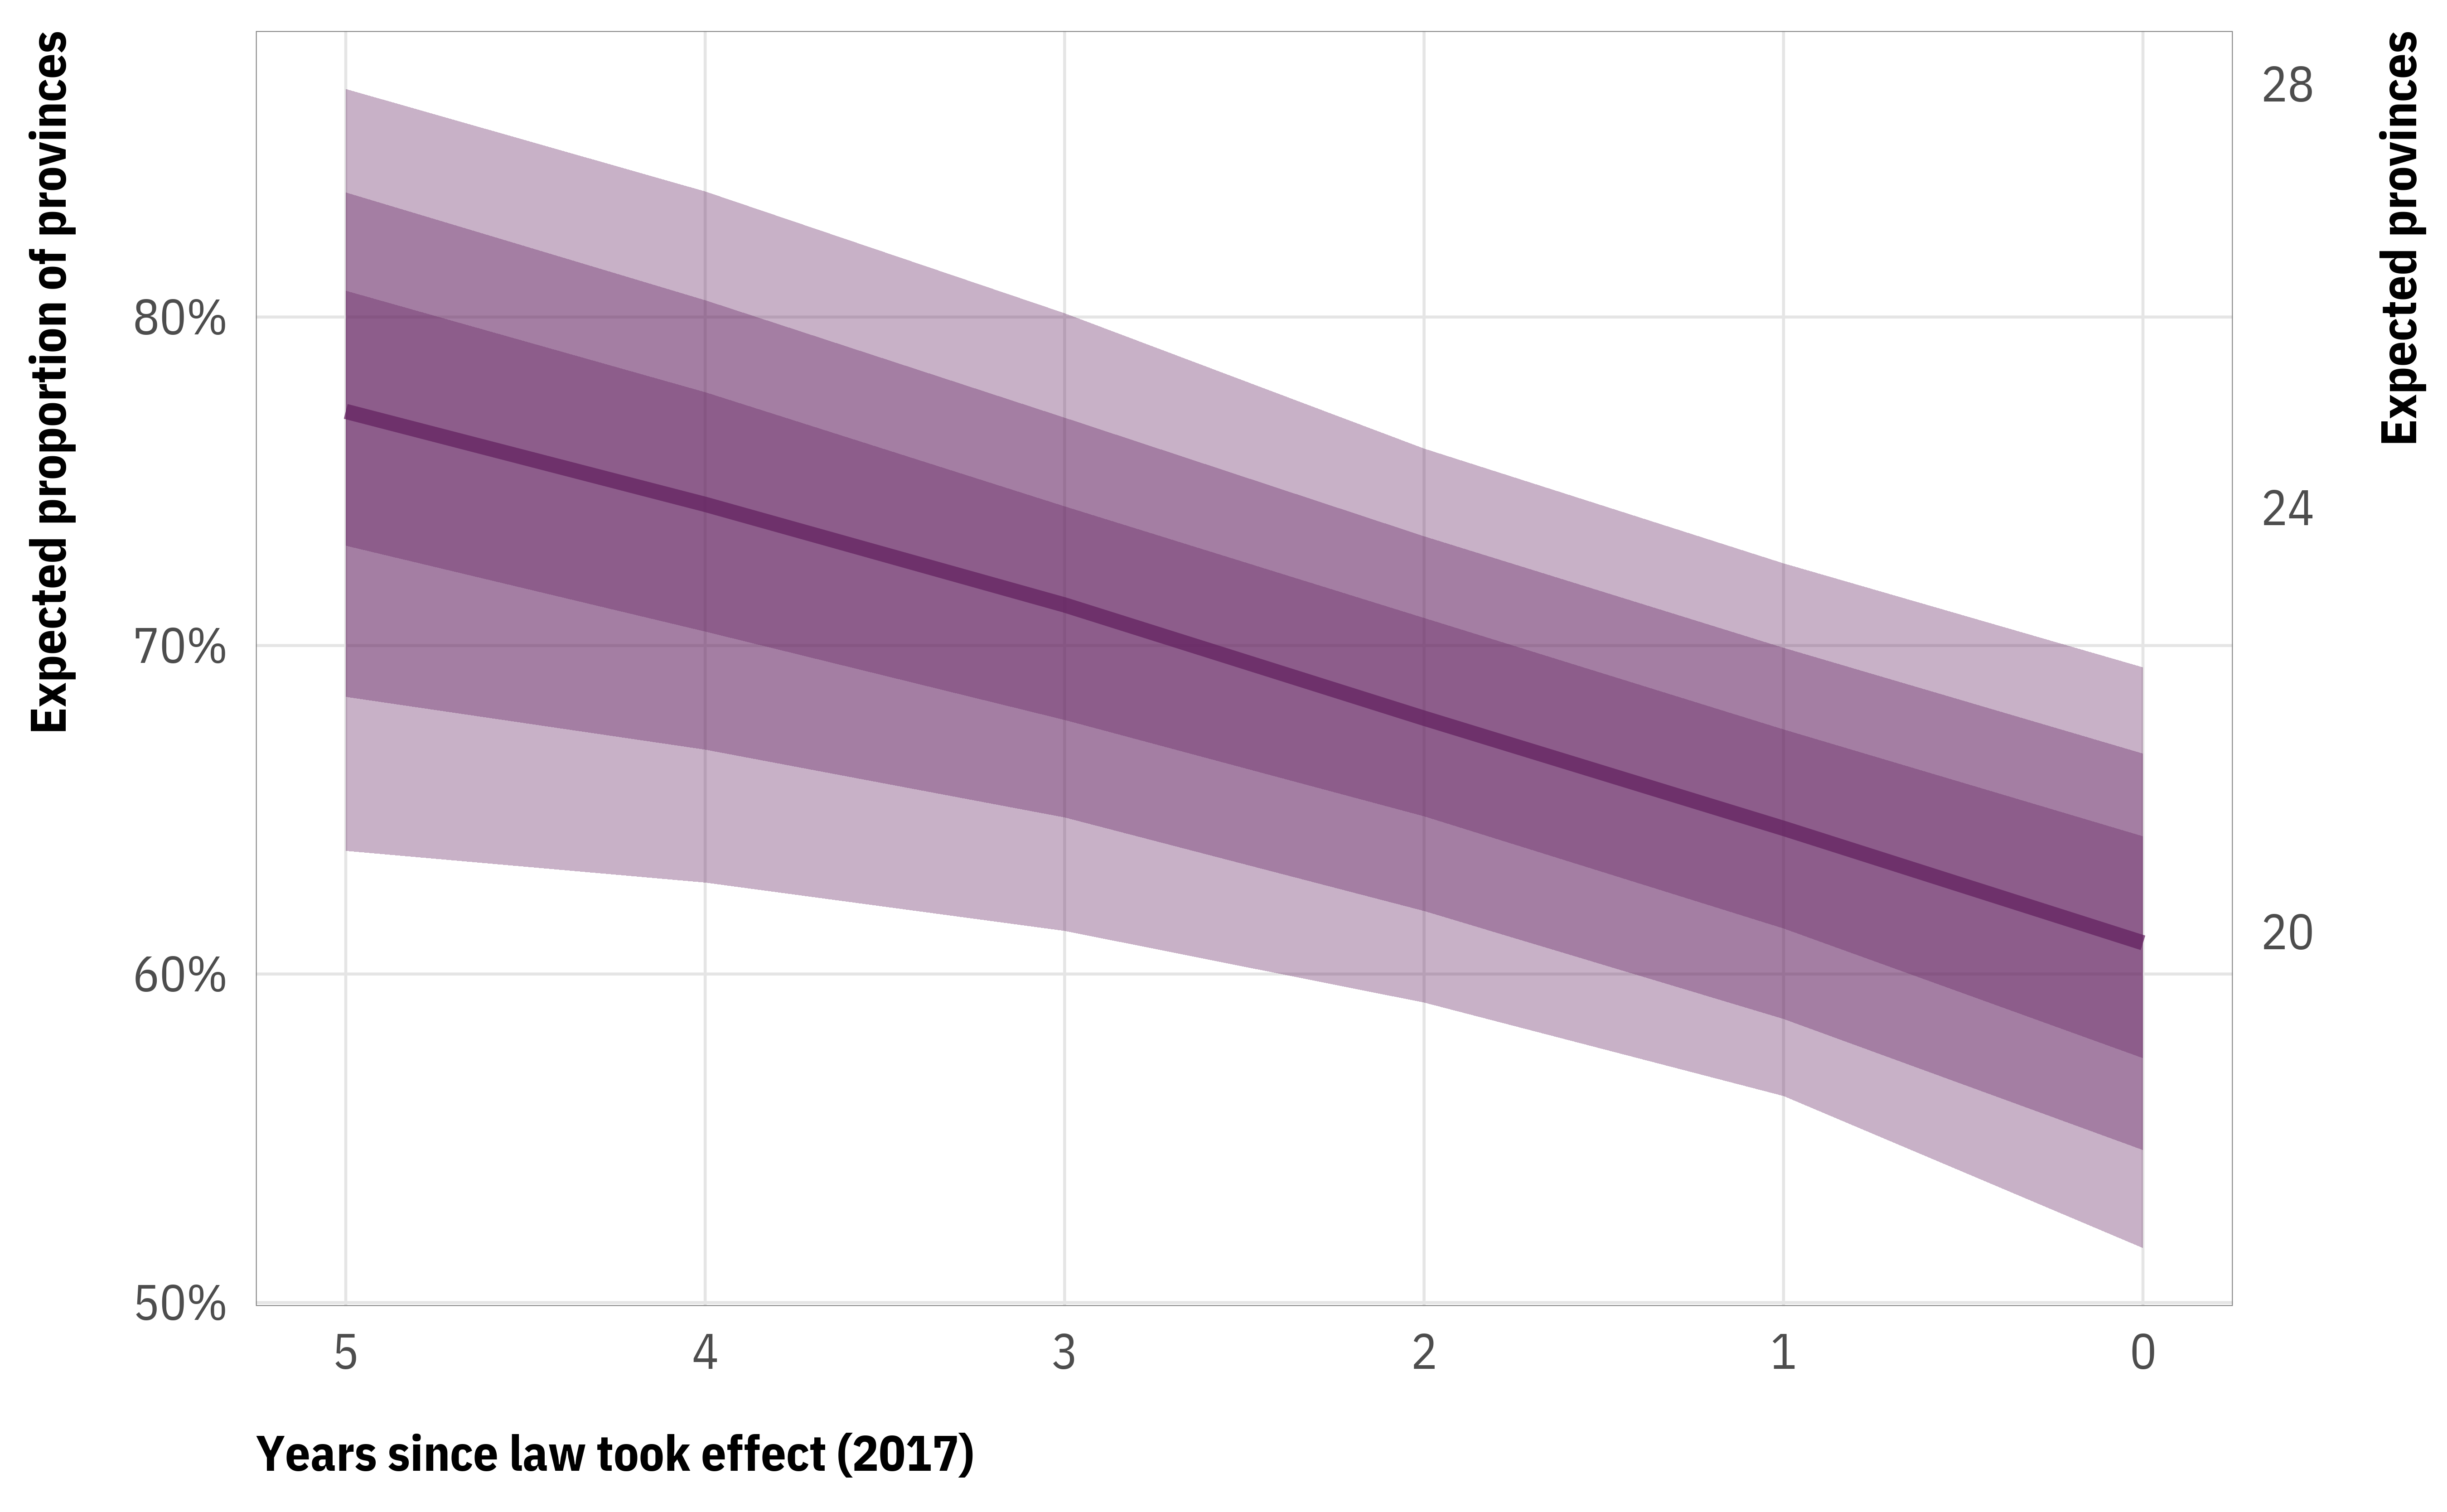 Expected proportion of provinces
80%
70%
60%
50%
5 4 3 2 1 0
Years since law took effect (2017)
28
24
20
Expected provinces